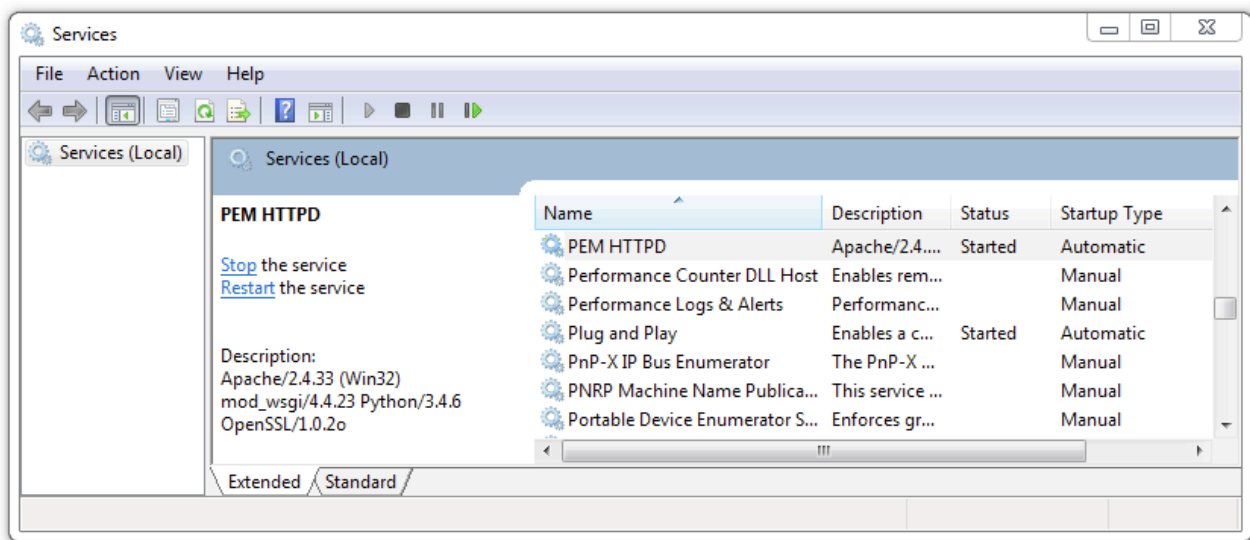 Services
File Action View Help
Services (Local)
Services (Local)
PEM HTTPD
Stop the service
Restart the service
Description:
Apache/2.4.33 (Win32)
mod_wsgi/4.4.23 Python/3.4.6
OpenSSL/1.0.2o
Name Description Status Startup Type
PEM HTTPD Apache/2.4.... Started Automatic
Performance Counter DLL Host Enables rem... Manual
Performance Logs & Alerts Performanc... Manual
Plug and Play Enables a c... Started Automatic
PnP-X IP Bus Enumerator The PnP-X ... Manual
PNRP Machine Name Publica... This service ... Manual
Portable Device Enumerator S... Enforces gr... Manual
Extended Standard